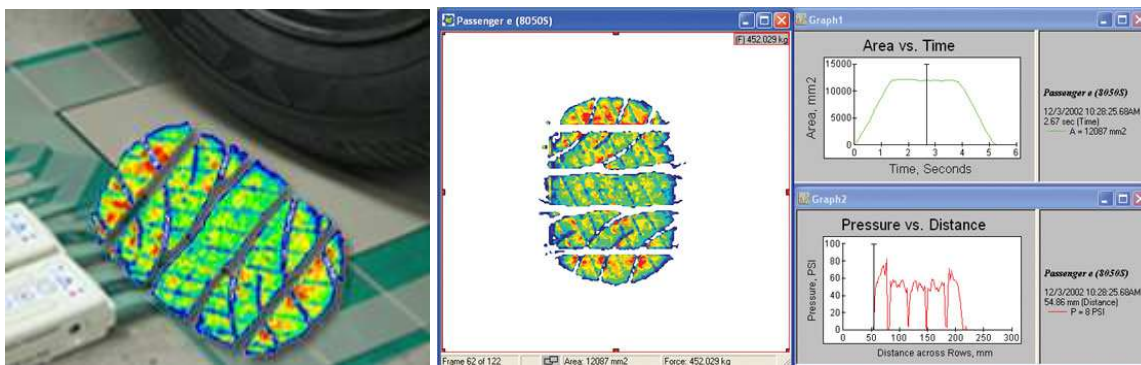 Passenger e (8050S)
(F) 452.029 kg
Frame 62 of 122
Area: 12087 mm2
Force: 452.029 kg
Graph1
Area vs. Time
Area, mm2
15000
10000
5000
0
0 1 2 3 4 5 6
Time, Seconds
Passenger e (8050S)
12/3/2002 10:28:25.68AM
2.67 sec (Time)
A = 12087 mm2
Graph2
Pressure vs. Distance
Pressure, PSI
100
80
60
40
20
0
0 50 100 150 200 250 300
Distance across Rows, mm
Passenger e (8050S)
12/3/2002 10:28:25.68AM
54.86 mm (Distance)
P = 8 PSI